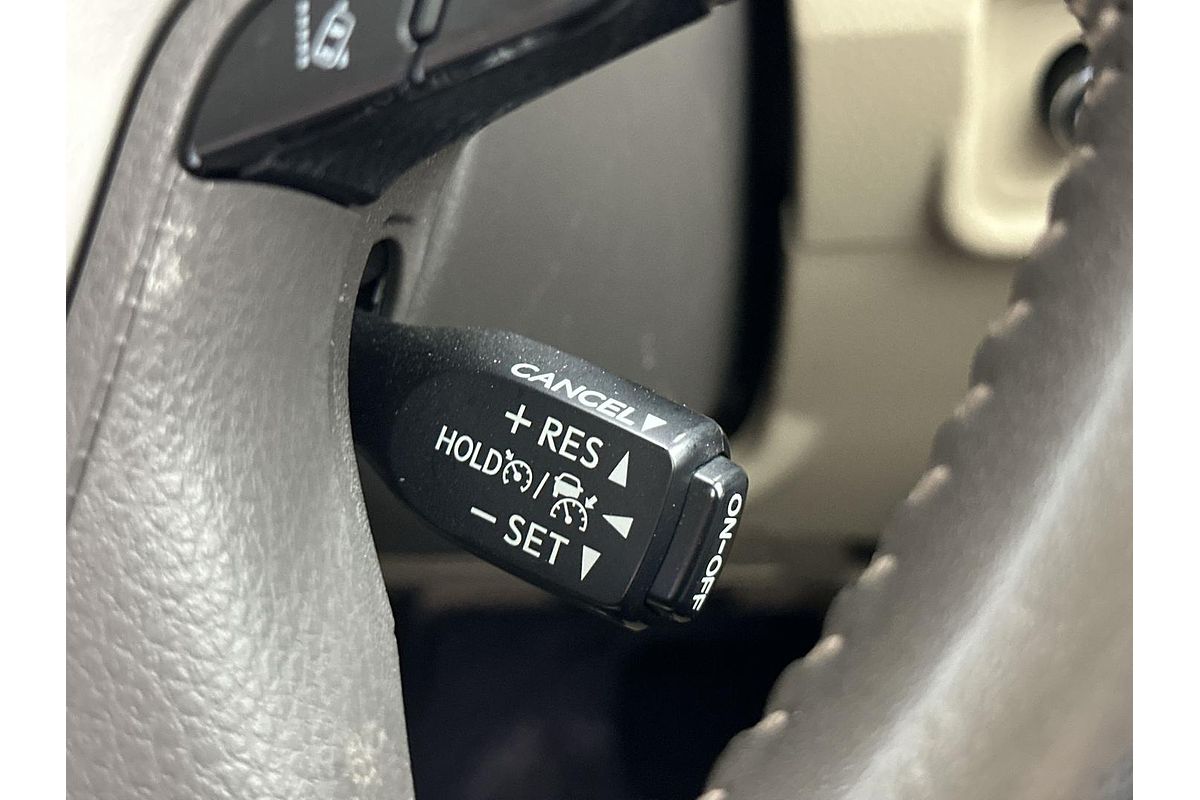 CANCEL
+ RES
HOLD /
− SET
ON-OFF